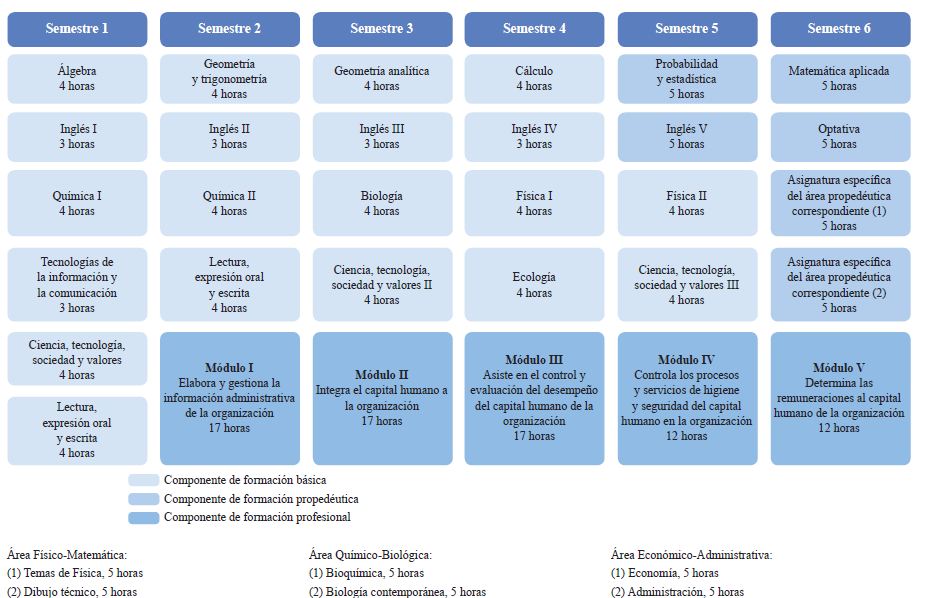 Semestre 1
Semestre 2
Semestre 3
Semestre 4
Semestre 5
Semestre 6
Álgebra
4 horas
Geometría
y trigonometría
4 horas
Geometría analítica
4 horas
Cálculo
4 horas
Probabilidad
y estadística
5 horas
Matemática aplicada
5 horas
Inglés I
3 horas
Inglés II
3 horas
Inglés III
3 horas
Inglés IV
3 horas
Inglés V
5 horas
Optativa
5 horas
Química I
4 horas
Química II
4 horas
Biología
4 horas
Física I
4 horas
Física II
4 horas
Asignatura específica
del área propedéutica
correspondiente (1)
5 horas
Tecnologías de
la información y
la comunicación
3 horas
Lectura,
expresión oral
y escrita
4 horas
Ciencia, tecnología,
sociedad y valores II
4 horas
Ecología
4 horas
Ciencia, tecnología,
sociedad y valores III
4 horas
Asignatura específica
del área propedéutica
correspondiente (2)
5 horas
Ciencia, tecnología,
sociedad y valores
4 horas
Lectura,
expresión oral
y escrita
4 horas
Módulo I
Elabora y gestiona la
información administrativa
de la organización
17 horas
Módulo II
Integra el capital humano a
la organización
17 horas
Módulo III
Asiste en el control y
evaluación del desempeño
del capital humano de la
organización
17 horas
Módulo IV
Controla los procesos
y servicios de higiene
y seguridad del capital
humano en la organización
12 horas
Módulo V
Determina las
remuneraciones al capital
humano de la organización
12 horas
Componente de formación básica
Componente de formación propedéutica
Componente de formación profesional
Área Físico-Matemática:
(1) Temas de Física, 5 horas
(2) Dibujo técnico, 5 horas
Área Químico-Biológica:
(1) Bioquímica, 5 horas
(2) Biología contemporánea, 5 horas
Área Económico-Administrativa:
(1) Economía, 5 horas
(2) Administración, 5 horas